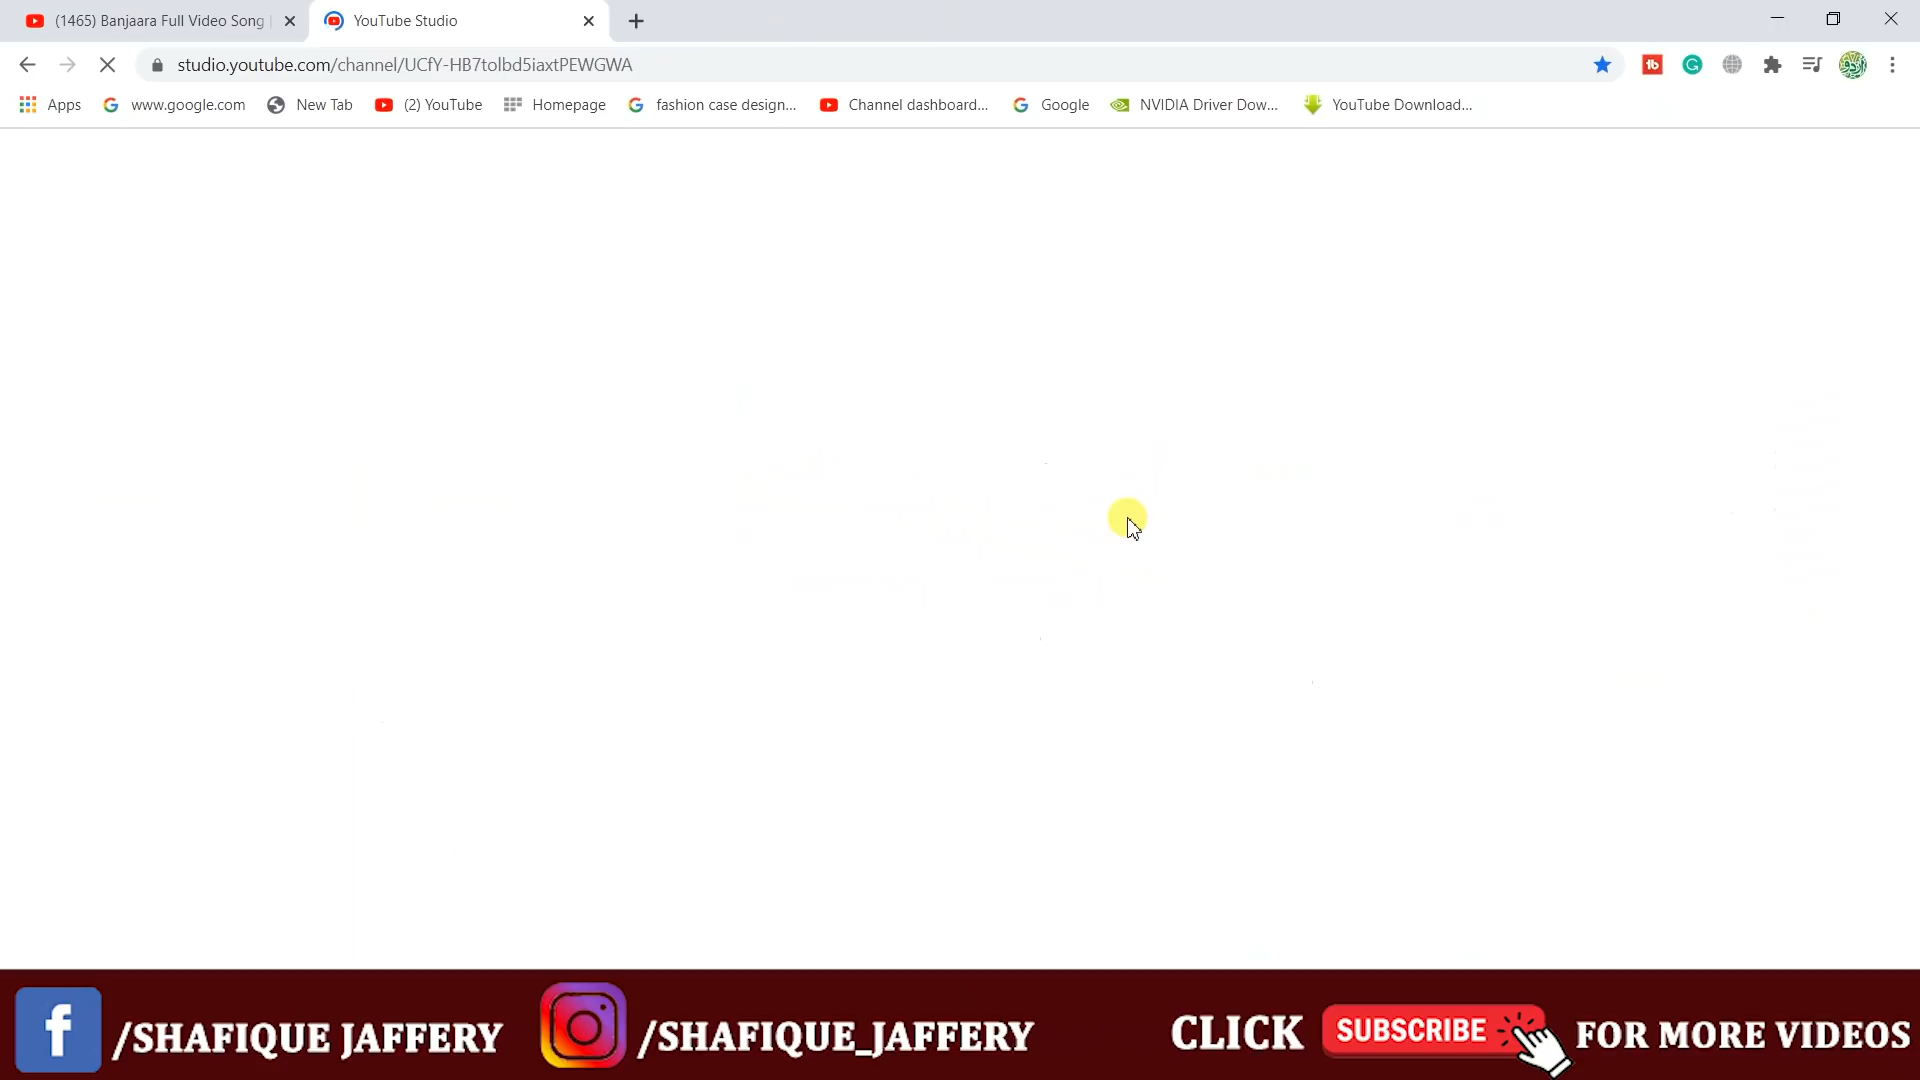 (1465) Banjaara Full Video Song
YouTube Studio
studio.youtube.com/channel/UCfY-HB7tolbd5iaxtPEWGWA
Apps
www.google.com
New Tab
(2) YouTube
Homepage
fashion case design...
Channel dashboard...
Google
NVIDIA Driver Dow...
YouTube Download...
/SHAFIQUE JAFFERY
/SHAFIQUE_JAFFERY
CLICK SUBSCRIBE FOR MORE VIDEOS